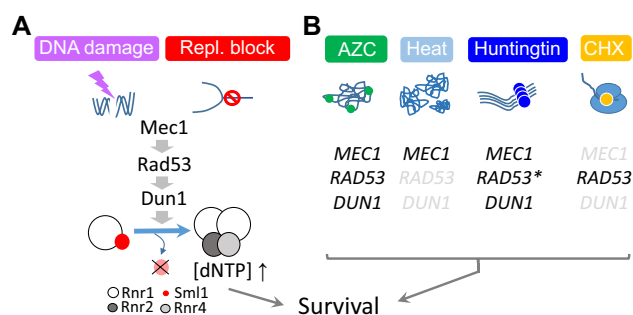 A
DNA damage
Repl. block
Mec1
Rad53
Dun1
[dNTP] ↑
Rnr1
Sml1
Rnr2
Rnr4
B
AZC
Heat
Huntingtin
CHX
MEC1 MEC1 MEC1 MEC1
RAD53 RAD53 RAD53* RAD53
DUN1 DUN1 DUN1 DUN1
Survival